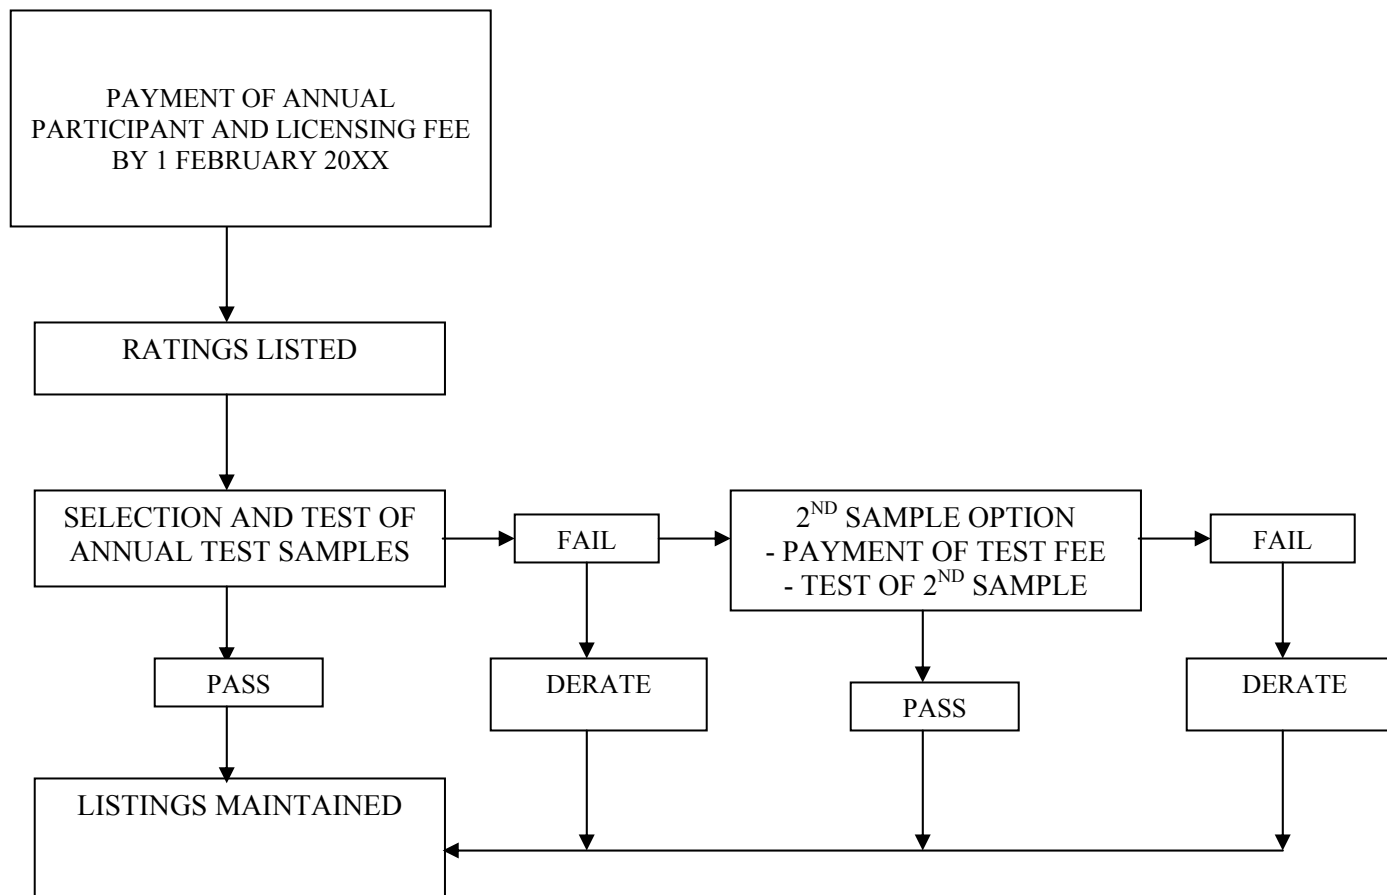 PAYMENT OF ANNUAL
PARTICIPANT AND LICENSING FEE
BY 1 FEBRUARY 20XX
RATINGS LISTED
SELECTION AND TEST OF
ANNUAL TEST SAMPLES
FAIL
2ND SAMPLE OPTION
- PAYMENT OF TEST FEE
- TEST OF 2ND SAMPLE
FAIL
PASS
DERATE
PASS
DERATE
LISTINGS MAINTAINED